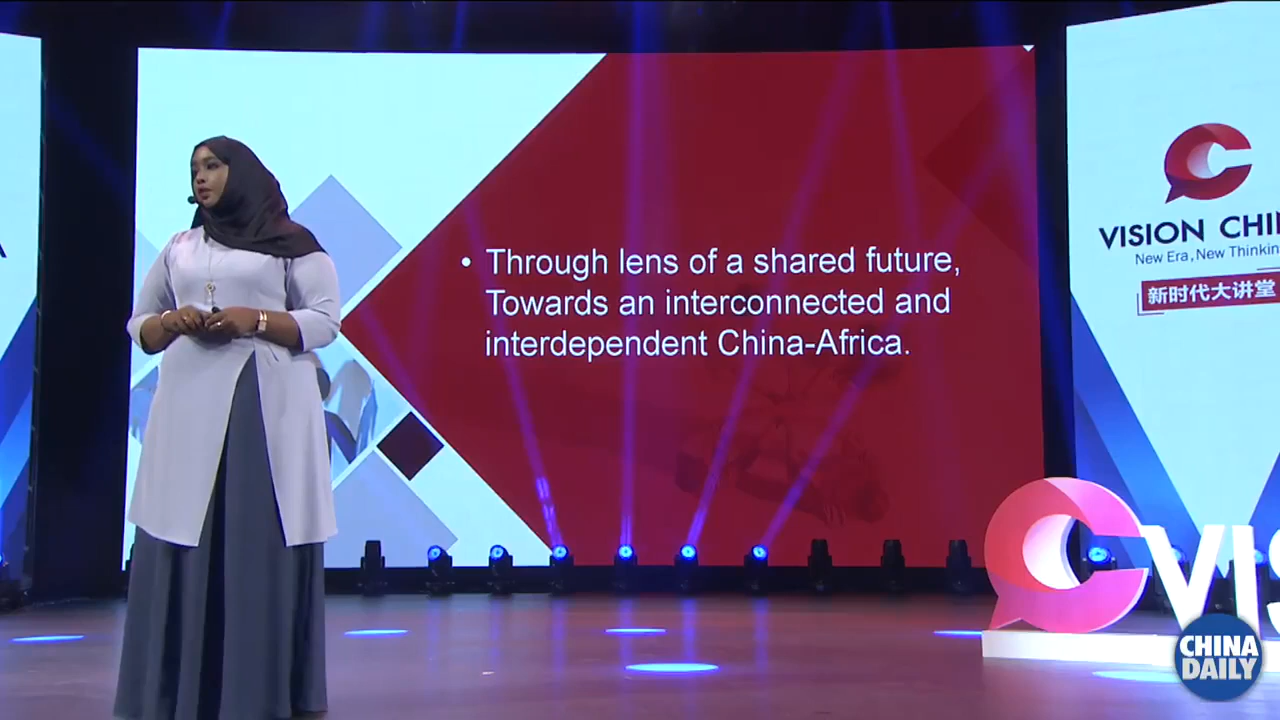 • Through lens of a shared future,
Towards an interconnected and
interdependent China-Africa.
VISION CHI
New Era, New Thinkin
新时代大讲堂
VIS
CHINA
DAILY